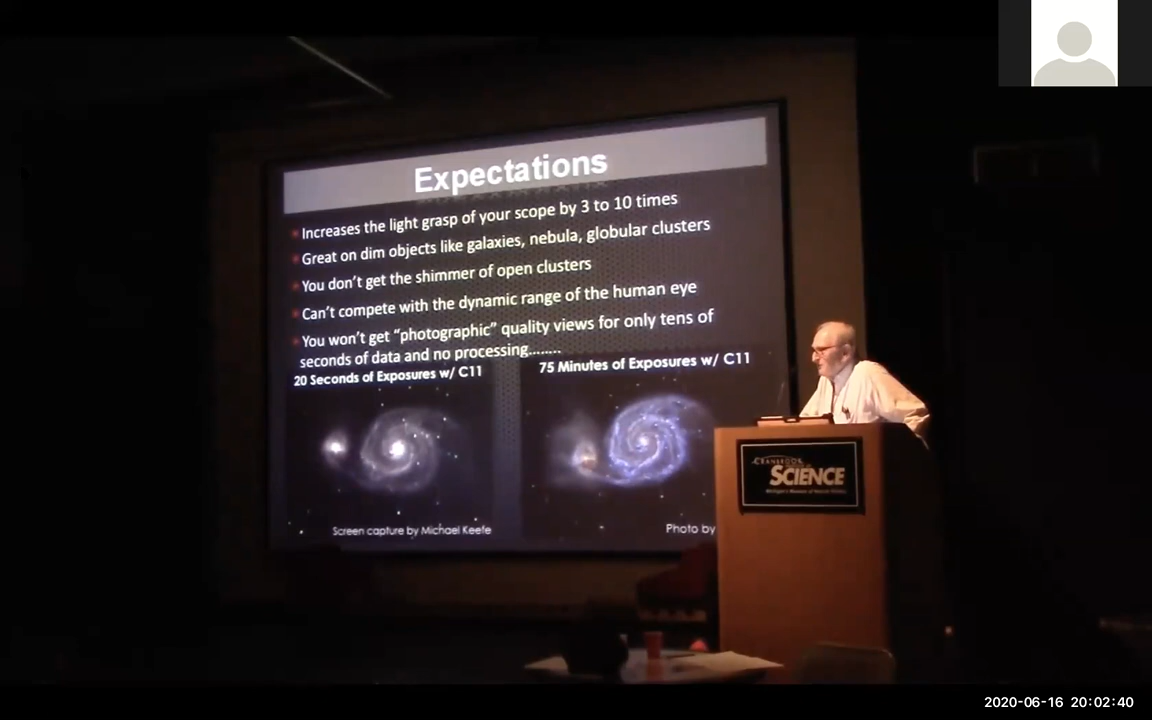 Expectations
Increases the light grasp of your scope by 3 to 10 times
Great on dim objects like galaxies, nebula, globular clusters
You don't get the shimmer of open clusters
Can't compete with the dynamic range of the human eye
You won't get "photographic" quality views for only tens of
seconds of data and no processing........
20 Seconds of Exposures w/ C11
75 Minutes of Exposures w/ C11
Screen capture by Michael Keefe
Photo by
CRANBROOK
SCIENCE
2020-06-16 20:02:40